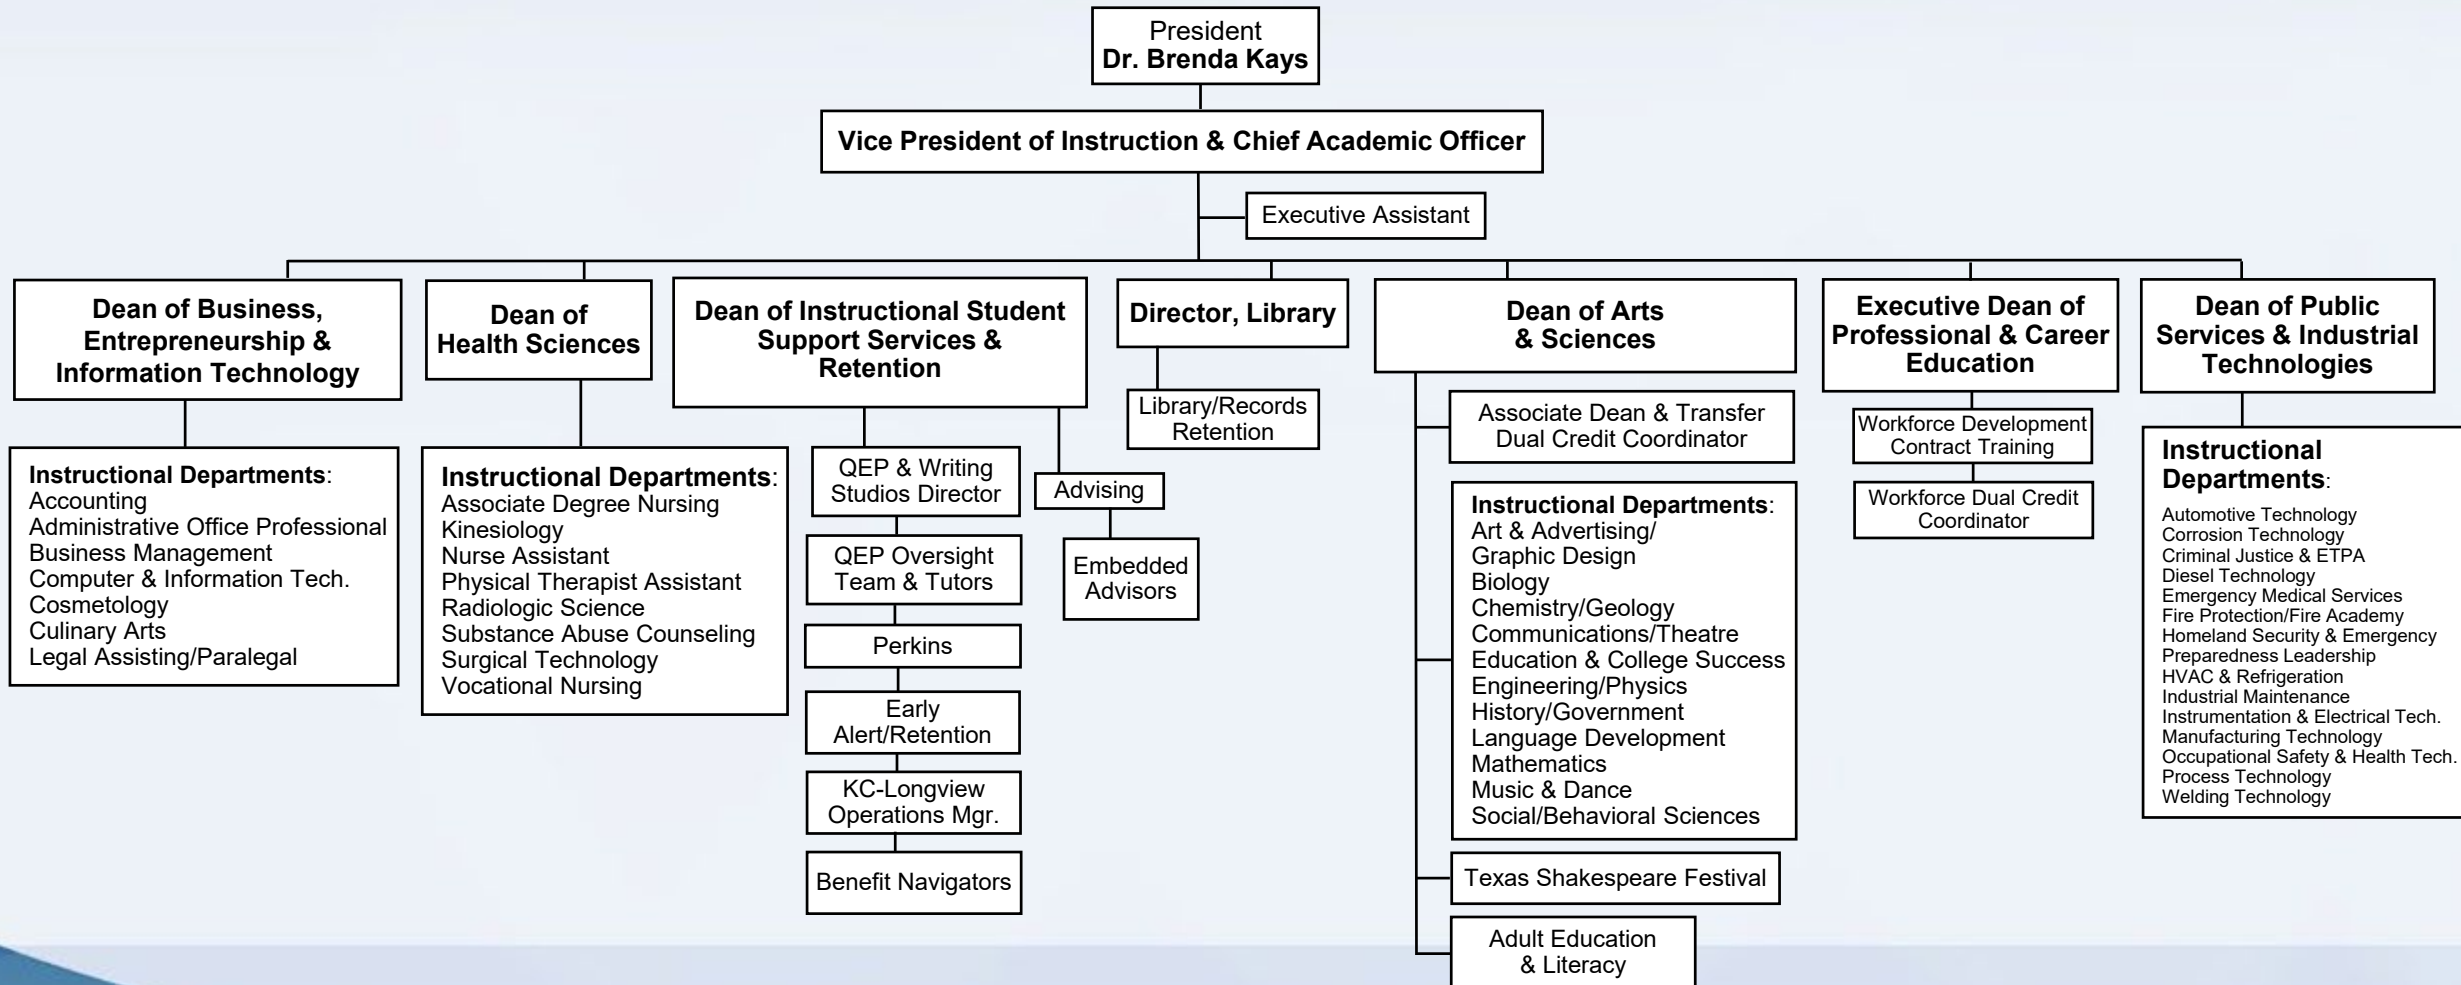 President
Dr. Brenda Kays
Vice President of Instruction & Chief Academic Officer
Executive Assistant
Dean of Business,
Entrepreneurship &
Information Technology
Instructional Departments:
Accounting
Administrative Office Professional
Business Management
Computer & Information Tech.
Cosmetology
Culinary Arts
Legal Assisting/Paralegal
Dean of
Health Sciences
Instructional Departments:
Associate Degree Nursing
Kinesiology
Nurse Assistant
Physical Therapist Assistant
Radiologic Science
Substance Abuse Counseling
Surgical Technology
Vocational Nursing
Dean of Instructional Student
Support Services &
Retention
QEP & Writing
Studios Director
QEP Oversight
Team & Tutors
Perkins
Early
Alert/Retention
KC-Longview
Operations Mgr.
Benefit Navigators
Advising
Embedded
Advisors
Director, Library
Library/Records
Retention
Dean of Arts
& Sciences
Associate Dean & Transfer
Dual Credit Coordinator
Instructional Departments:
Art & Advertising/
Graphic Design
Biology
Chemistry/Geology
Communications/Theatre
Education & College Success
Engineering/Physics
History/Government
Language Development
Mathematics
Music & Dance
Social/Behavioral Sciences
Texas Shakespeare Festival
Adult Education
& Literacy
Executive Dean of
Professional & Career
Education
Workforce Development
Contract Training
Workforce Dual Credit
Coordinator
Dean of Public
Services & Industrial
Technologies
Instructional
Departments:
Automotive Technology
Corrosion Technology
Criminal Justice & ETPA
Diesel Technology
Emergency Medical Services
Fire Protection/Fire Academy
Homeland Security & Emergency
Preparedness Leadership
HVAC & Refrigeration
Industrial Maintenance
Instrumentation & Electrical Tech.
Manufacturing Technology
Occupational Safety & Health Tech.
Process Technology
Welding Technology